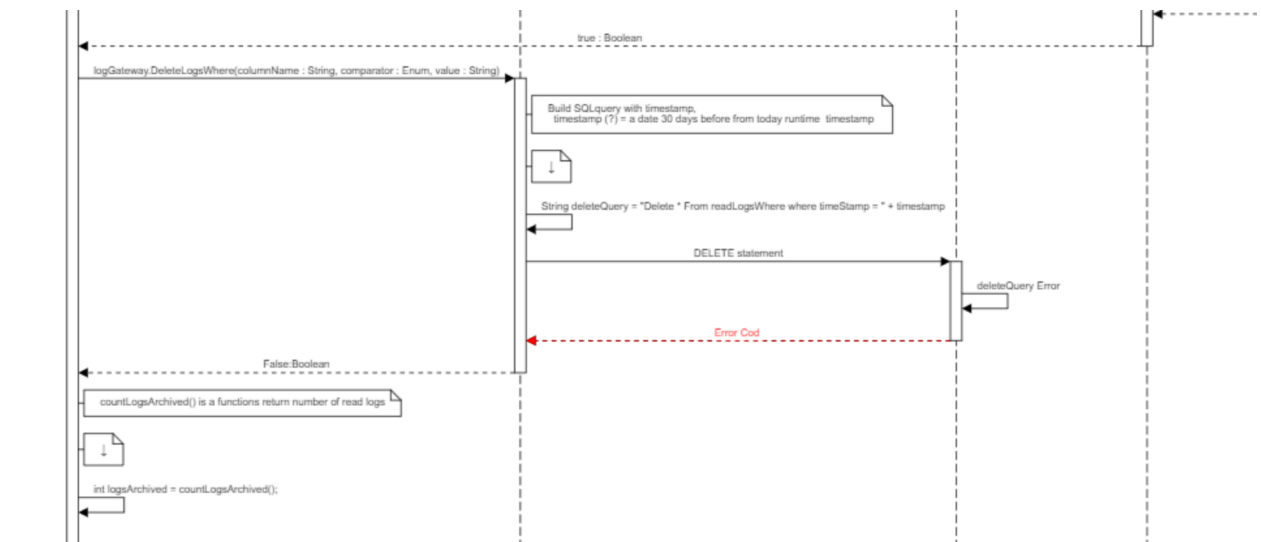 true : Boolean
logGateway.DeleteLogsWhere(columnName : String, comparator : Enum, value : String)
Build SQLquery with timestamp,
timestamp (?) = a date 30 days before from today runtime timestamp
↓
String deleteQuery = "Delete * From readLogsWhere where timeStamp = " + timestamp
DELETE statement
deleteQuery Error
Error Cod
False:Boolean
countLogsArchived() is a functions return number of read logs
↓
int logsArchived = countLogsArchived();